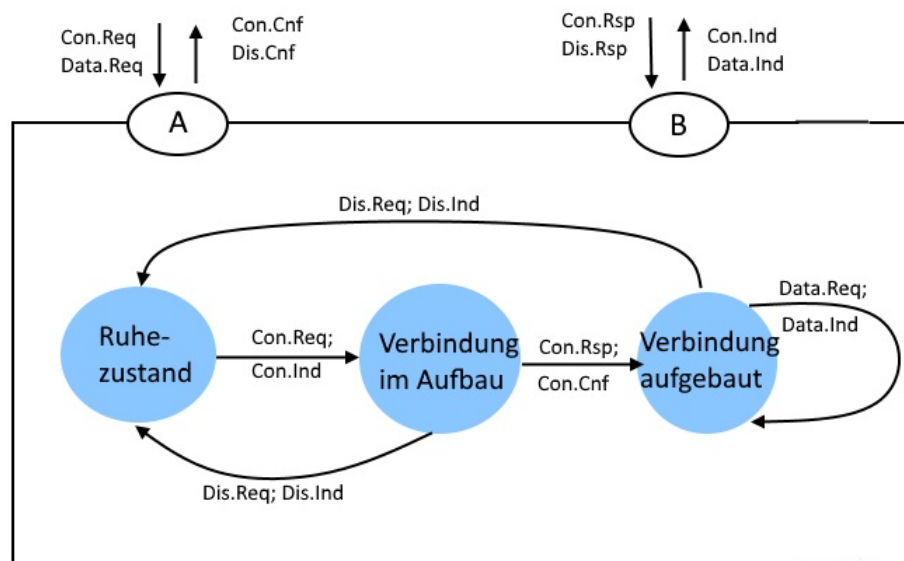 Con.Req
Data.Req
Con.Cnf
Dis.Cnf
Con.Rsp
Dis.Rsp
Con.Ind
Data.Ind
A
B
Dis.Req; Dis.Ind
Ruhe-
zustand
Con.Req;
Con.Ind
Verbindung
im Aufbau
Con.Rsp;
Con.Cnf
Verbindung
aufgebaut
Data.Req;
Data.Ind
Dis.Req; Dis.Ind